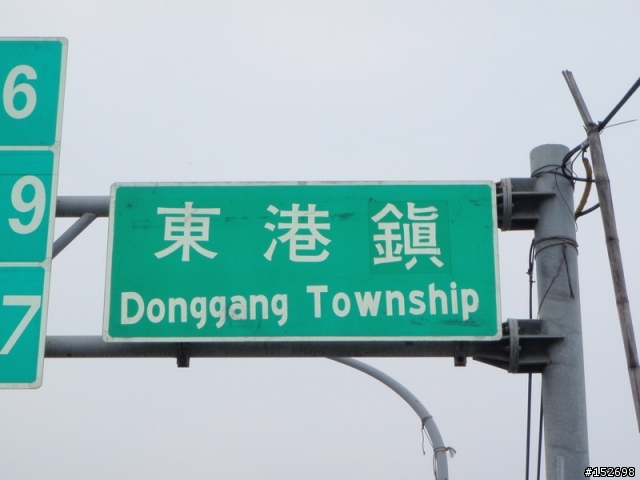 6
9
7
東港鎮
Donggang Township
#152698